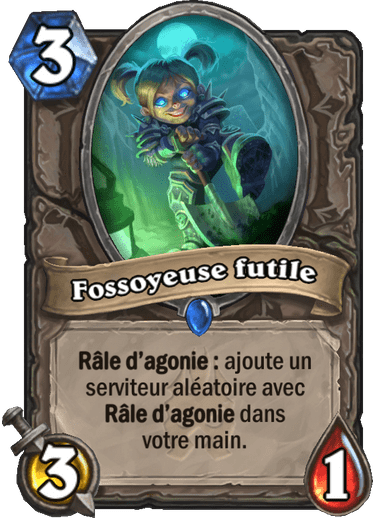 3
Fossoyeuse futile
Râle d'agonie : ajoute un
serviteur aléatoire avec
Râle d'agonie dans
votre main.
3
1